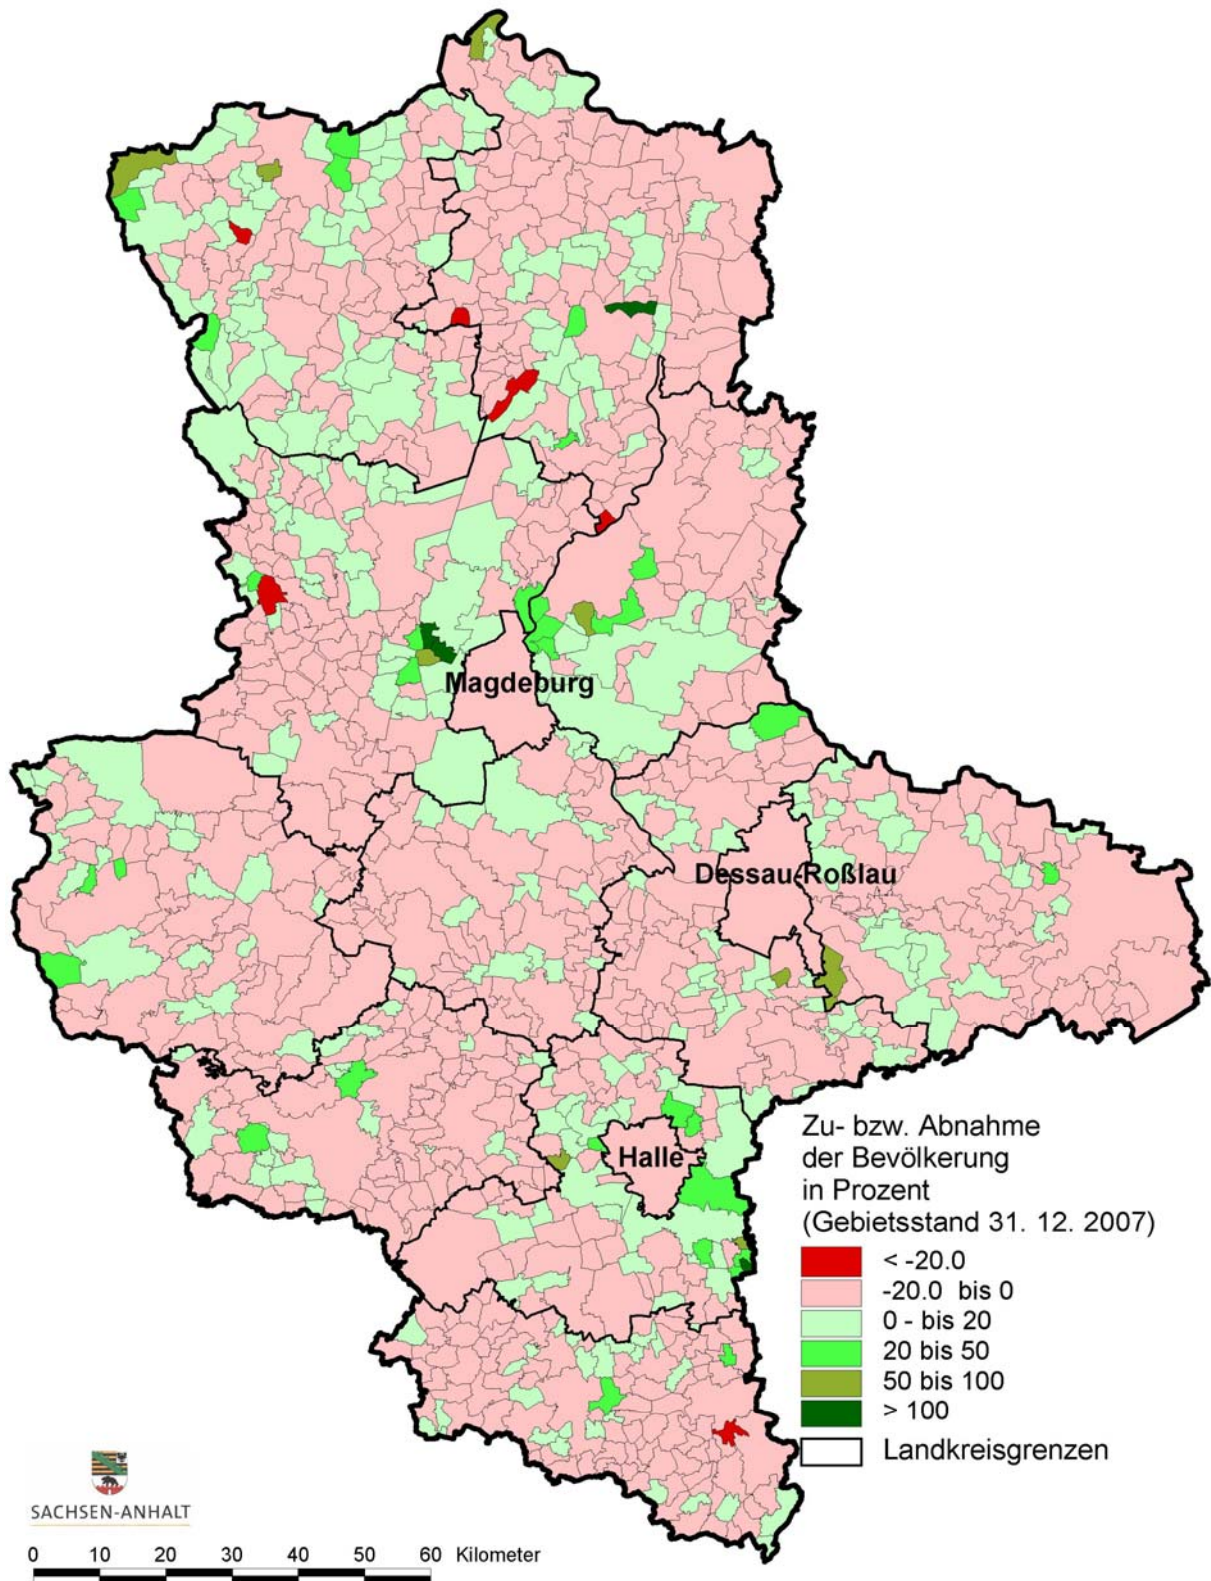 Magdeburg
Dessau-Roßlau
Halle
Zu- bzw. Abnahme
der Bevölkerung
in Prozent
(Gebietsstand 31. 12. 2007)
< -20.0
-20.0 bis 0
0 - bis 20
20 bis 50
50 bis 100
> 100
Landkreisgrenzen
SACHSEN-ANHALT
0 10 20 30 40 50 60 Kilometer